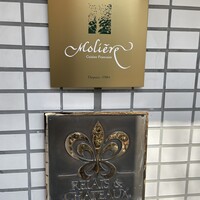 Molière
Cuisine Française
RELAIS &
CHATEAUX